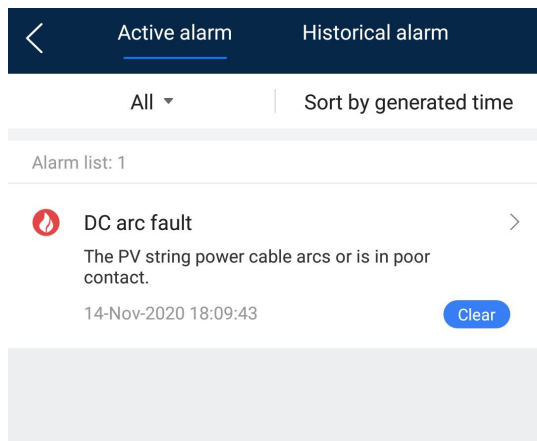 Active alarm Historical alarm
All Sort by generated time
Alarm list: 1
DC arc fault
The PV string power cable arcs or is in poor
contact.
14-Nov-2020 18:09:43 Clear